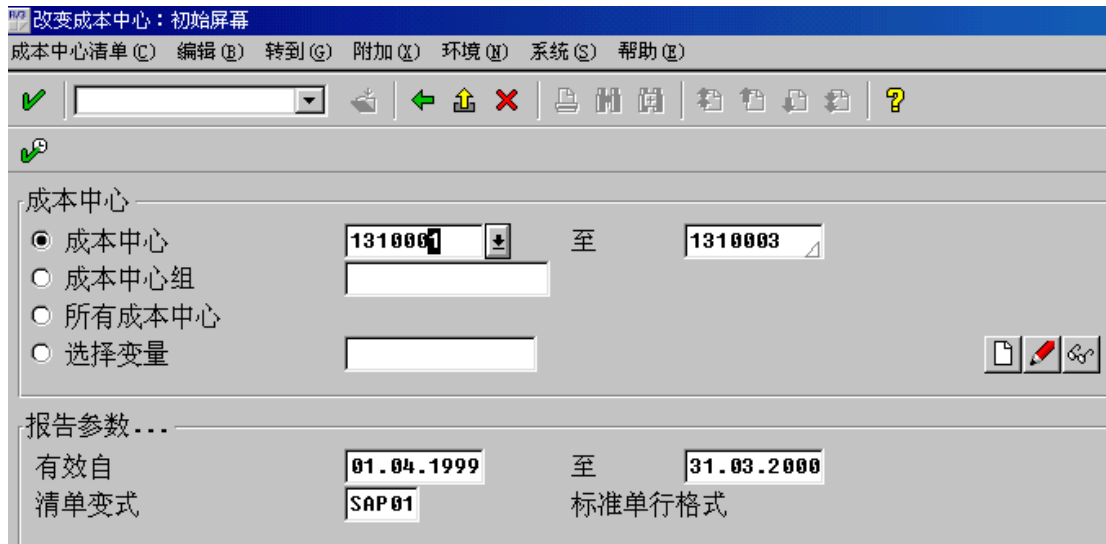 改变成本中心：初始屏幕
成本中心清单(C) 编辑(B) 转到(G) 附加(X) 环境(N) 系统(S) 帮助(E)
成本中心
成本中心 1310001 至 1310003
成本中心组
所有成本中心
选择变量
报告参数...
有效自 01.04.1999 至 31.03.2000
清单变式 SAP01 标准单行格式